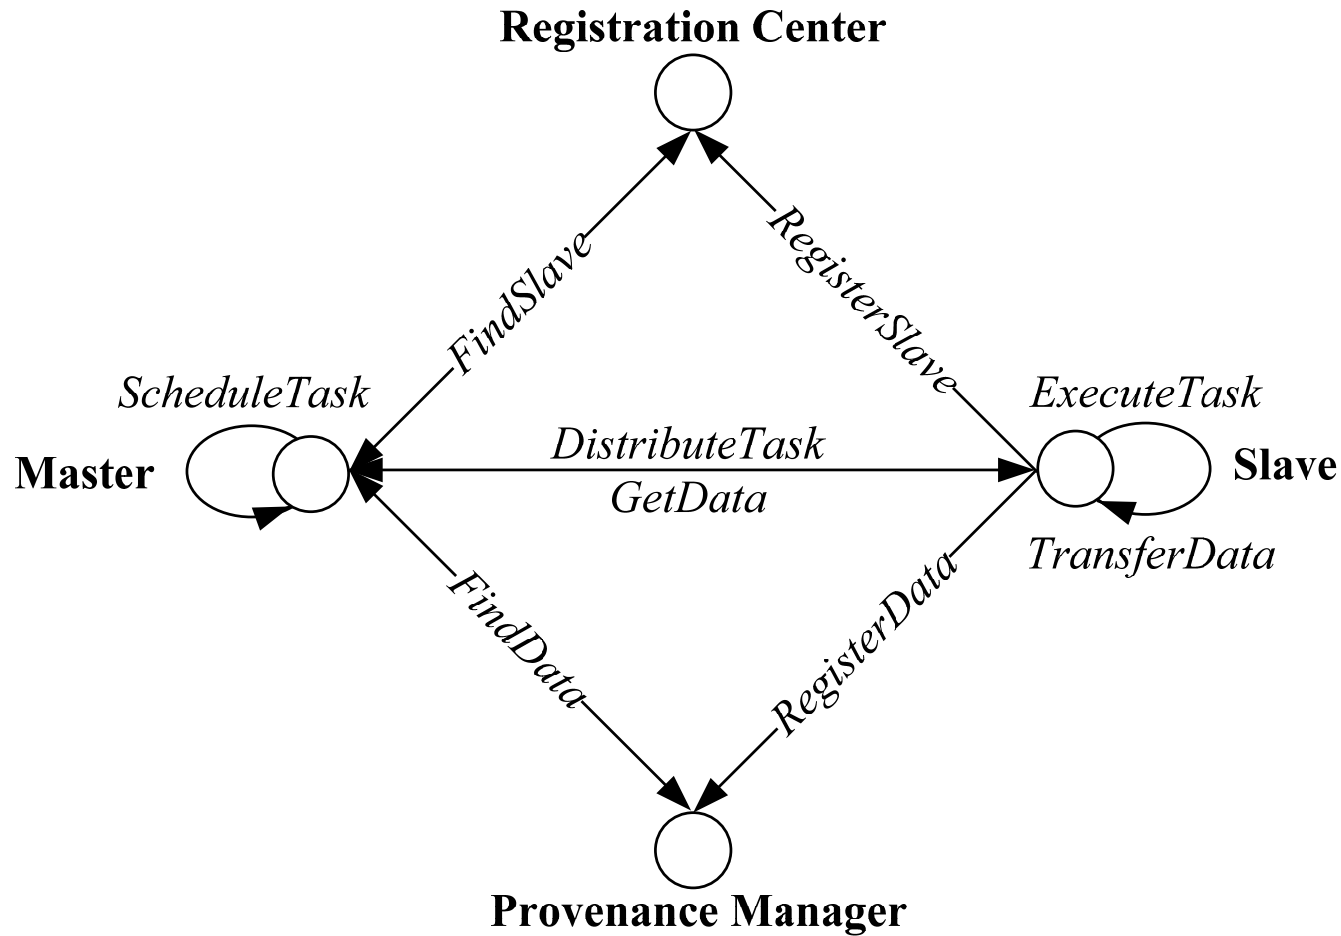 Registration Center
FindSlave
RegisterSlave
ScheduleTask
ExecuteTask
Master
DistributeTask
GetData
Slave
TransferData
FindData
RegisterData
Provenance Manager